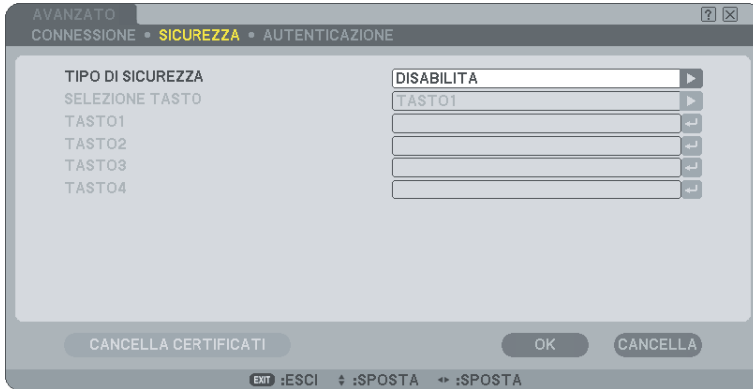 AVANZATO
CONNESSIONE • SICUREZZA • AUTENTICAZIONE
TIPO DI SICUREZZA DISABILITA
SELEZIONE TASTO TASTO1
TASTO1
TASTO2
TASTO3
TASTO4
CANCELLA CERTIFICATI OK CANCELLA
EXIT :ESCI :SPOSTA :SPOSTA